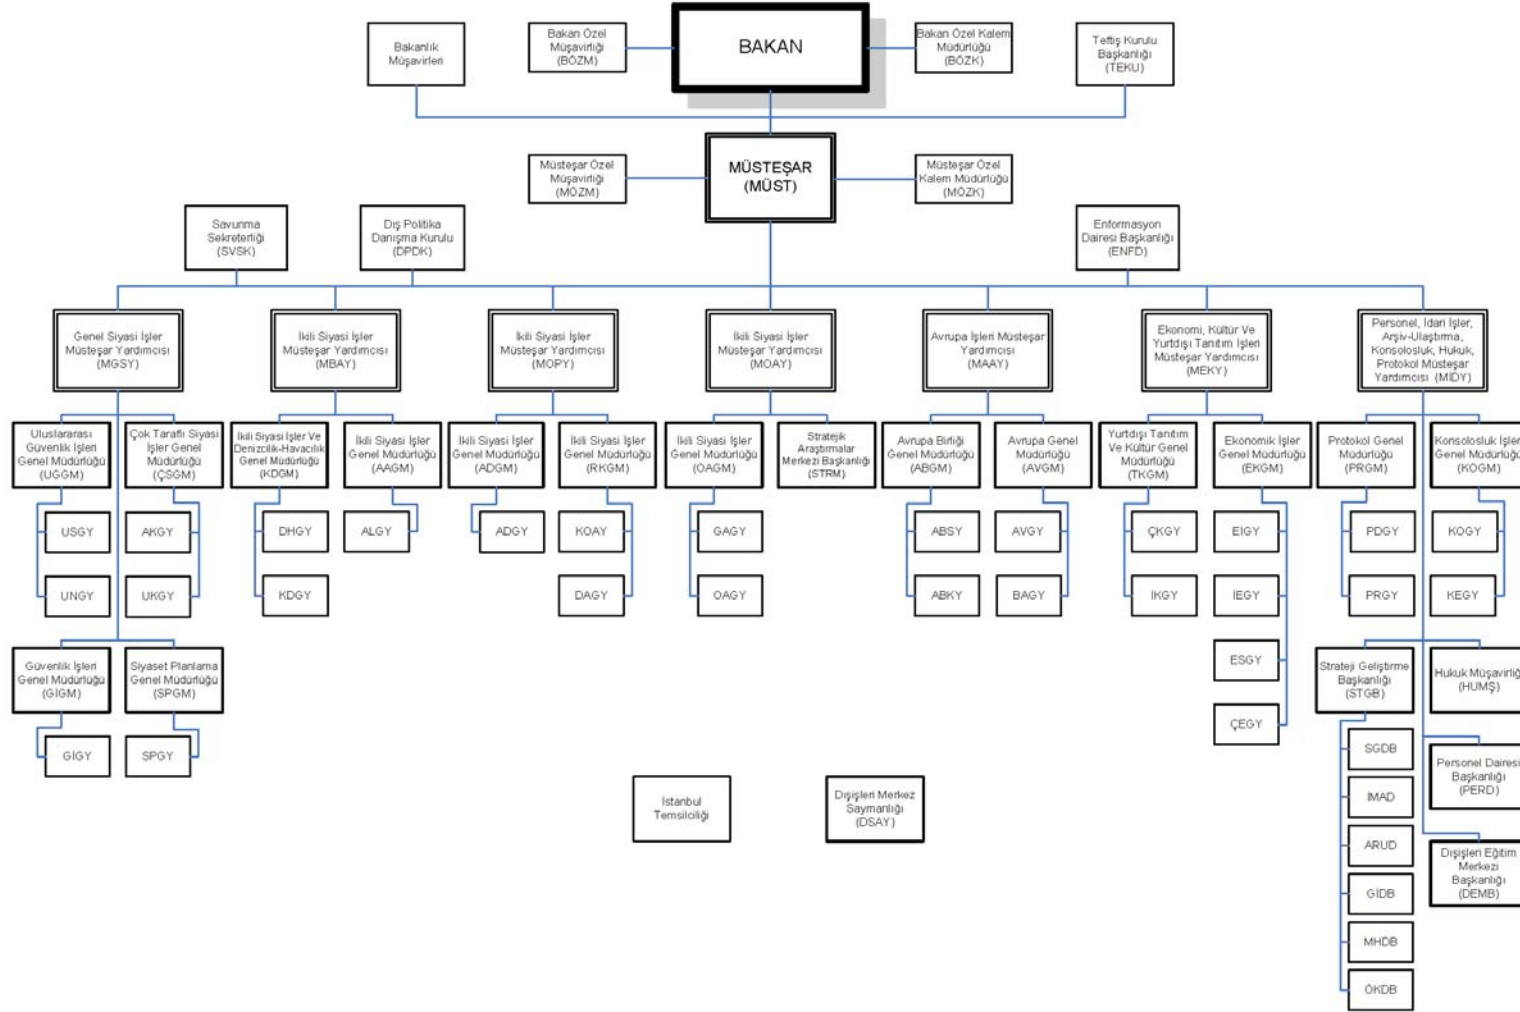 Bakanlık
Müşavirleri
Bakan Özel
Müşavirliği
(BÖZM)
BAKAN
Bakan Özel Kalem
Müdürlüğü
(BÖZK)
Teftiş Kurulu
Başkanlığı
(TEKU)
Müsteşar Özel
Müşavirliği
(MÖZM)
MÜSTEŞAR
(MÜST)
Müsteşar Özel
Kalem Müdürlüğü
(MÖZK)
Savunma
Sekreterliği
(SVSK)
Dış Politika
Danışma Kurulu
(DPDK)
Enformasyon
Dairesi Başkanlığı
(ENFD)
Genel Siyasi İşler
Müsteşar Yardımcısı
(MGSY)
İkili Siyasi İşler
Müsteşar Yardımcısı
(MBAY)
İkili Siyasi İşler
Müsteşar Yardımcısı
(MOPY)
İkili Siyasi İşler
Müsteşar Yardımcısı
(MOAY)
Avrupa İşleri Müsteşar
Yardımcısı
(MAAY)
Ekonomi, Kültür Ve
Yurtdışı Tanıtım İşleri
Müsteşar Yardımcısı
(MEKY)
Personel, İdari İşler,
Arşiv-Ulaştırma,
Konsolosluk, Hukuk,
Protokol Müsteşar
Yardımcısı (MİDY)
Uluslararası
Güvenlik İşleri
Genel Müdürlüğü
(UGGM)
Çok Taraflı Siyasi
İşler Genel
Müdürlüğü
(ÇSGM)
İkili Siyasi İşler Ve
Denizcilik-Havacılık
Genel Müdürlüğü
(KDGM)
İkili Siyasi İşler
Genel Müdürlüğü
(AAGM)
İkili Siyasi İşler
Genel Müdürlüğü
(ADGM)
İkili Siyasi İşler
Genel Müdürlüğü
(RKGM)
İkili Siyasi İşler
Genel Müdürlüğü
(OAGM)
Stratejik
Araştırmalar
Merkezi Başkanlığı
(STRM)
Avrupa Birliği
Genel Müdürlüğü
(ABGM)
Avrupa Genel
Müdürlüğü
(AVGM)
Yurtdışı Tanıtım
Ve Kültür Genel
Müdürlüğü
(TKGM)
Ekonomik İşler
Genel Müdürlüğü
(EKGM)
Protokol Genel
Müdürlüğü
(PRGM)
Konsolosluk İşleri
Genel Müdürlüğü
(KOGM)
USGY
AKGY
DHGY
ALGY
ADGY
KOAY
GAGY
ABSY
AVGY
ÇKGY
EİGY
PDGY
KOGY
UNGY
UKGY
KDGY
DAGY
OAGY
ABKY
BAGY
İKGY
İEGY
PRGY
KEGY
Güvenlik İşleri
Genel Müdürlüğü
(GİGM)
Siyaset Planlama
Genel Müdürlüğü
(SPGM)
ESGY
Strateji Geliştirme
Başkanlığı
(STGB)
Hukuk Müşavirliği
(HUMŞ)
GİGY
SPGY
ÇEGY
SGDB
Personel Dairesi
Başkanlığı
(PERD)
İstanbul
Temsilciliği
Dışişleri Merkez
Saymanlığı
(DSAY)
İMAD
ARUD
Dışişleri Eğitim
Merkezi
Başkanlığı
(DEMB)
GİDB
MHDB
ÖKDB